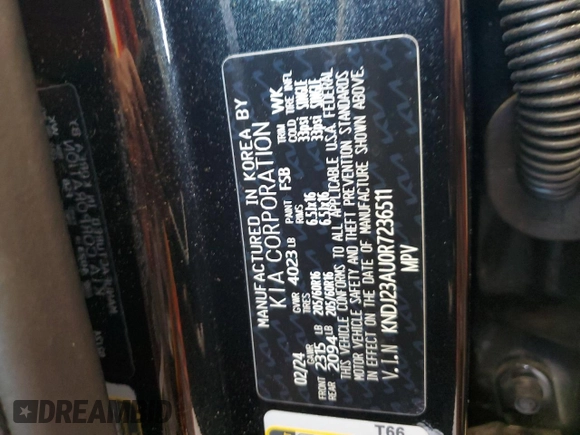 MANUFACTURED IN KOREA BY
KIA CORPORATION
02/24 GVWR 4023 LB PAINT FSB TRIM WK
GAWR TIRES RIMS COLD TIRE INFL
FRONT 2315 LB 205/60R16 6.5Jx16 33psi SINGLE
REAR 2094 LB 205/60R16 6.5Jx16 33psi SINGLE
THIS VEHICLE CONFORMS TO ALL APPLICABLE U.S.A. FEDERAL
MOTOR VEHICLE SAFETY AND THEFT PREVENTION STANDARDS
IN EFFECT ON THE DATE OF MANUFACTURE SHOWN ABOVE.
V.I.N KNDJ23AU0R7236511
MPV
T66
DREAMBID